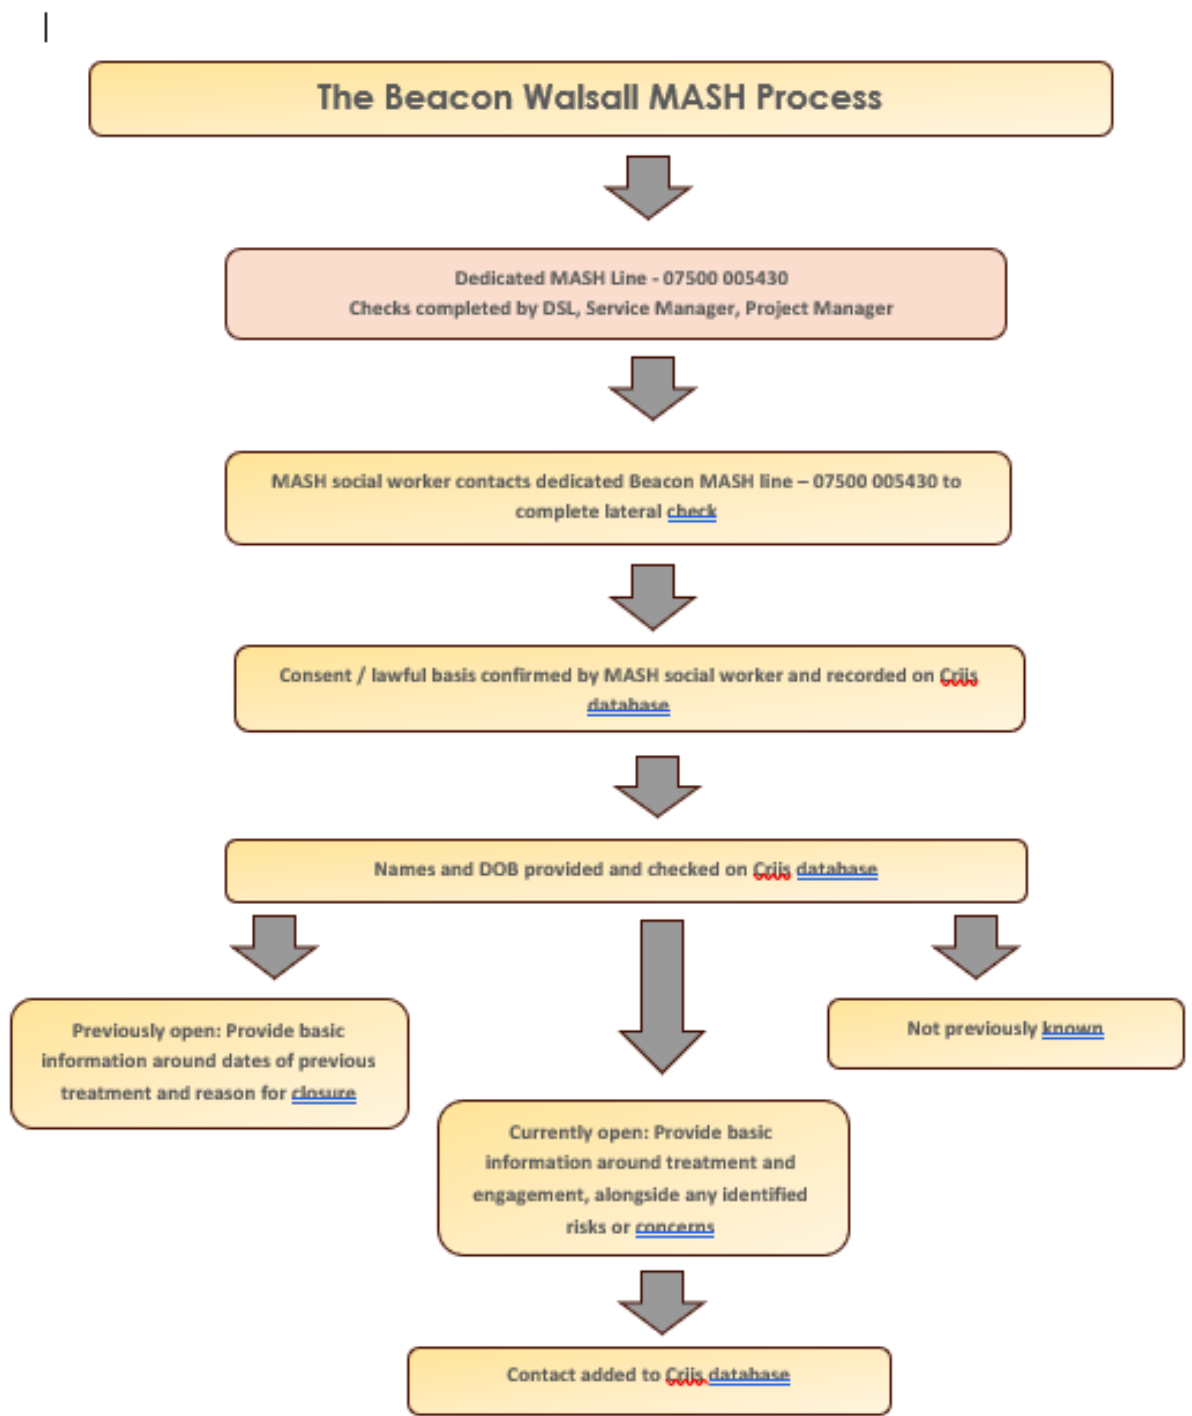 The Beacon Walsall MASH Process
Dedicated MASH Line - 07500 005430
Checks completed by DSL, Service Manager, Project Manager
MASH social worker contacts dedicated Beacon MASH line – 07500 005430 to
complete lateral check
Consent / lawful basis confirmed by MASH social worker and recorded on Criis
database
Names and DOB provided and checked on Criis database
Previously open: Provide basic
information around dates of previous
treatment and reason for closure
Not previously known
Currently open: Provide basic
information around treatment and
engagement, alongside any identified
risks or concerns
Contact added to Criis database